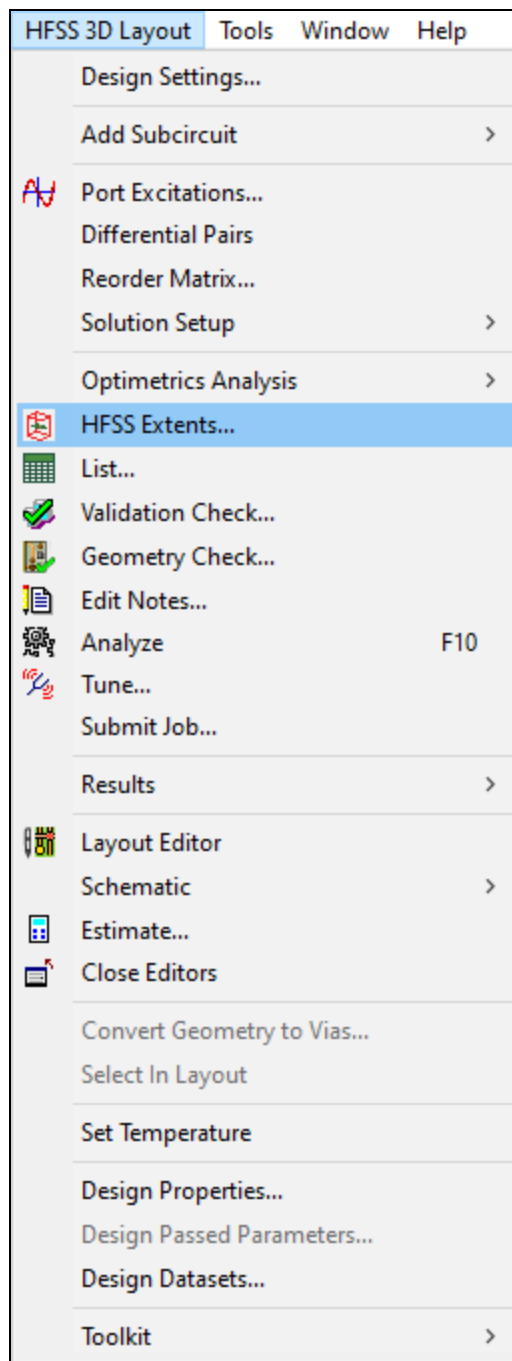 HFSS 3D Layout Tools Window Help
Design Settings...
Add Subcircuit
Port Excitations...
Differential Pairs
Reorder Matrix...
Solution Setup
Optimetrics Analysis
HFSS Extents...
List...
Validation Check...
Geometry Check...
Edit Notes...
Analyze F10
Tune...
Submit Job...
Results
Layout Editor
Schematic
Estimate...
Close Editors
Convert Geometry to Vias...
Select In Layout
Set Temperature
Design Properties...
Design Passed Parameters...
Design Datasets...
Toolkit